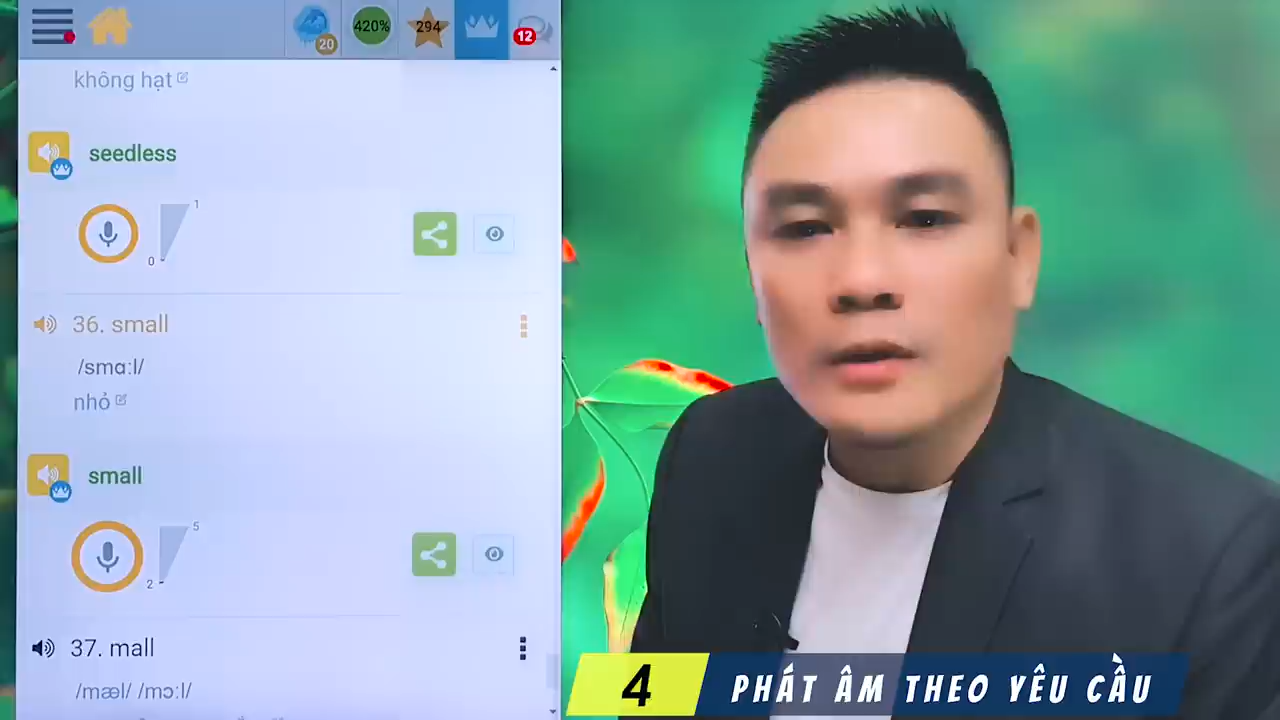 20
420%
294
12
không hạt
seedless
1
0
36. small
/smɑːl/
nhỏ
small
5
2
37. mall
/mæl/ /mɔːl/
4 PHÁT ÂM THEO YÊU CẦU